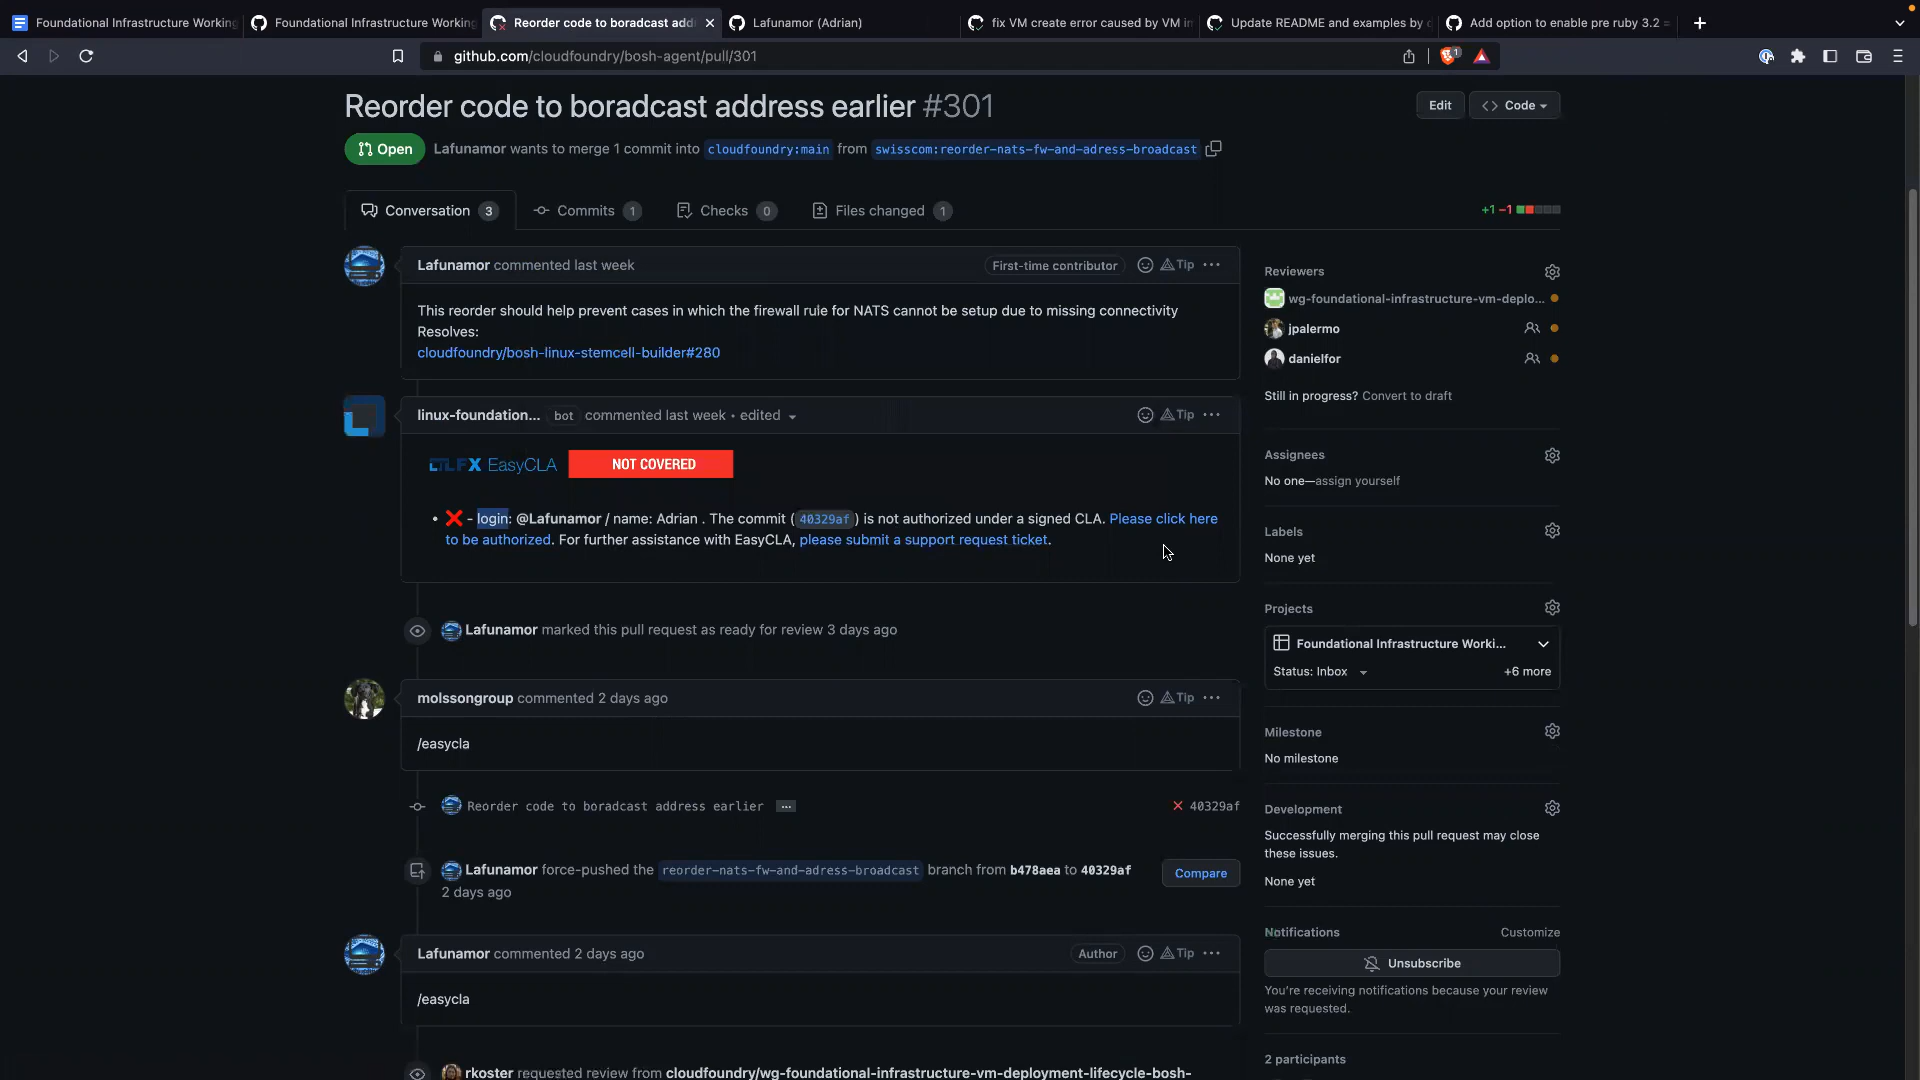 Foundational Infrastructure Working
Foundational Infrastructure Working
Reorder code to boradcast add
Lafunamor (Adrian)
fix VM create error caused by VM i
Update README and examples by
Add option to enable pre ruby 3.2
github.com/cloudfoundry/bosh-agent/pull/301
1
Reorder code to boradcast address earlier #301
Edit
Code
Open
Lafunamor wants to merge 1 commit into cloudfoundry:main from swisscom:reorder-nats-fw-and-adress-broadcast
Conversation 3
Commits 1
Checks 0
Files changed 1
+1 −1
Lafunamor commented last week
First-time contributor
Tip
This reorder should help prevent cases in which the firewall rule for NATS cannot be setup due to missing connectivity
Resolves:
cloudfoundry/bosh-linux-stemcell-builder#280
linux-foundation... bot commented last week • edited
Tip
LFX EasyCLA NOT COVERED
• ❌ - login: @Lafunamor / name: Adrian . The commit ( 40329af ) is not authorized under a signed CLA. Please click here
to be authorized. For further assistance with EasyCLA, please submit a support request ticket.
Lafunamor marked this pull request as ready for review 3 days ago
molssongroup commented 2 days ago
Tip
/easycla
Reorder code to boradcast address earlier ...
40329af
Lafunamor force-pushed the reorder-nats-fw-and-adress-broadcast branch from b478aea to 40329af
2 days ago
Compare
Lafunamor commented 2 days ago
Author
Tip
/easycla
rkoster requested review from cloudfoundry/wg-foundational-infrastructure-vm-deployment-lifecycle-bosh-
Reviewers
wg-foundational-infrastructure-vm-deplo...
jpalermo
danielfor
Still in progress? Convert to draft
Assignees
No one—assign yourself
Labels
None yet
Projects
Foundational Infrastructure Worki...
Status: Inbox
+6 more
Milestone
No milestone
Development
Successfully merging this pull request may close
these issues.
None yet
Notifications
Customize
Unsubscribe
You're receiving notifications because your review
was requested.
2 participants